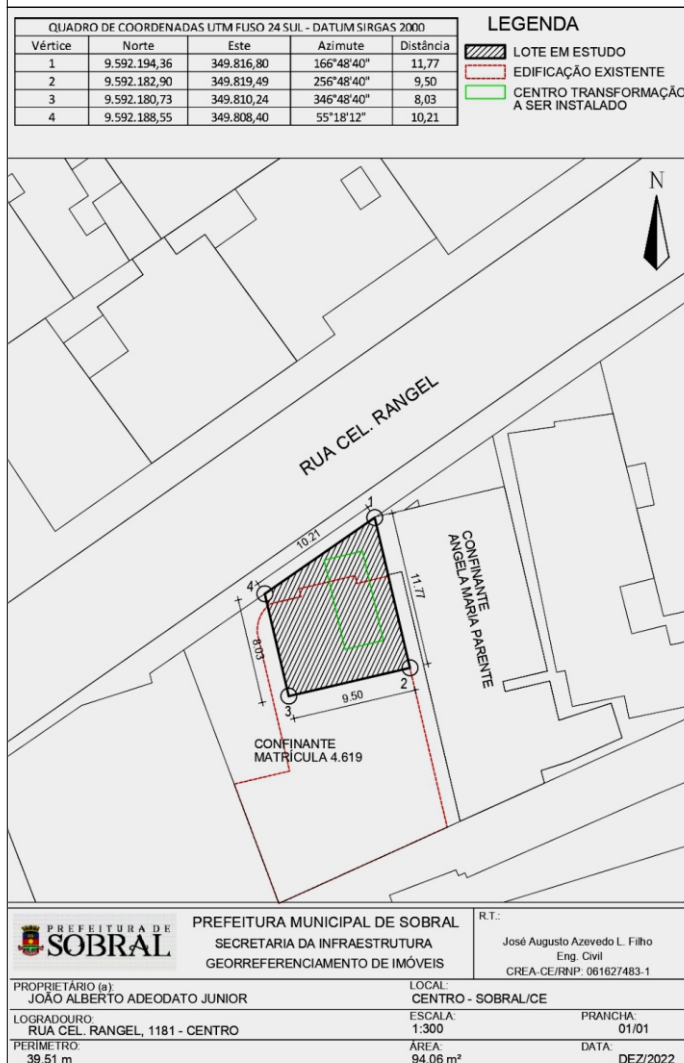 QUADRO DE COORDENADAS UTM FUSO 24 SUL - DATUM SIRGAS 2000
Vértice Norte Este Azimute Distância
1 9.592.194,36 349.816,80 166°48'40" 11,77
2 9.592.182,90 349.819,49 256°48'40" 9,50
3 9.592.180,73 349.810,24 346°48'40" 8,03
4 9.592.188,55 349.808,40 55°18'12" 10,21
LEGENDA
LOTE EM ESTUDO
EDIFICAÇÃO EXISTENTE
CENTRO TRANSFORMAÇÃO
A SER INSTALADO
N
RUA CEL. RANGEL
1
10.21
4
11.77
8.03
2
9.50
3
CONFINANTE
ANGELA MARIA PARENTE
CONFINANTE
MATRÍCULA 4.619
PREFEITURA DE
SOBRAL
PREFEITURA MUNICIPAL DE SOBRAL
SECRETARIA DA INFRAESTRUTURA
GEORREFERENCIAMENTO DE IMÓVEIS
R.T.:
José Augusto Azevedo L. Filho
Eng. Civil
CREA-CE/RNP: 061627483-1
PROPRIETÁRIO (a):
JOÃO ALBERTO ADEODATO JUNIOR
LOCAL:
CENTRO - SOBRAL/CE
LOGRADOURO:
RUA CEL. RANGEL, 1181 - CENTRO
ESCALA:
1:300
PRANCHA:
01/01
PERÍMETRO:
39.51 m
ÁREA:
94.06 m²
DATA:
DEZ/2022